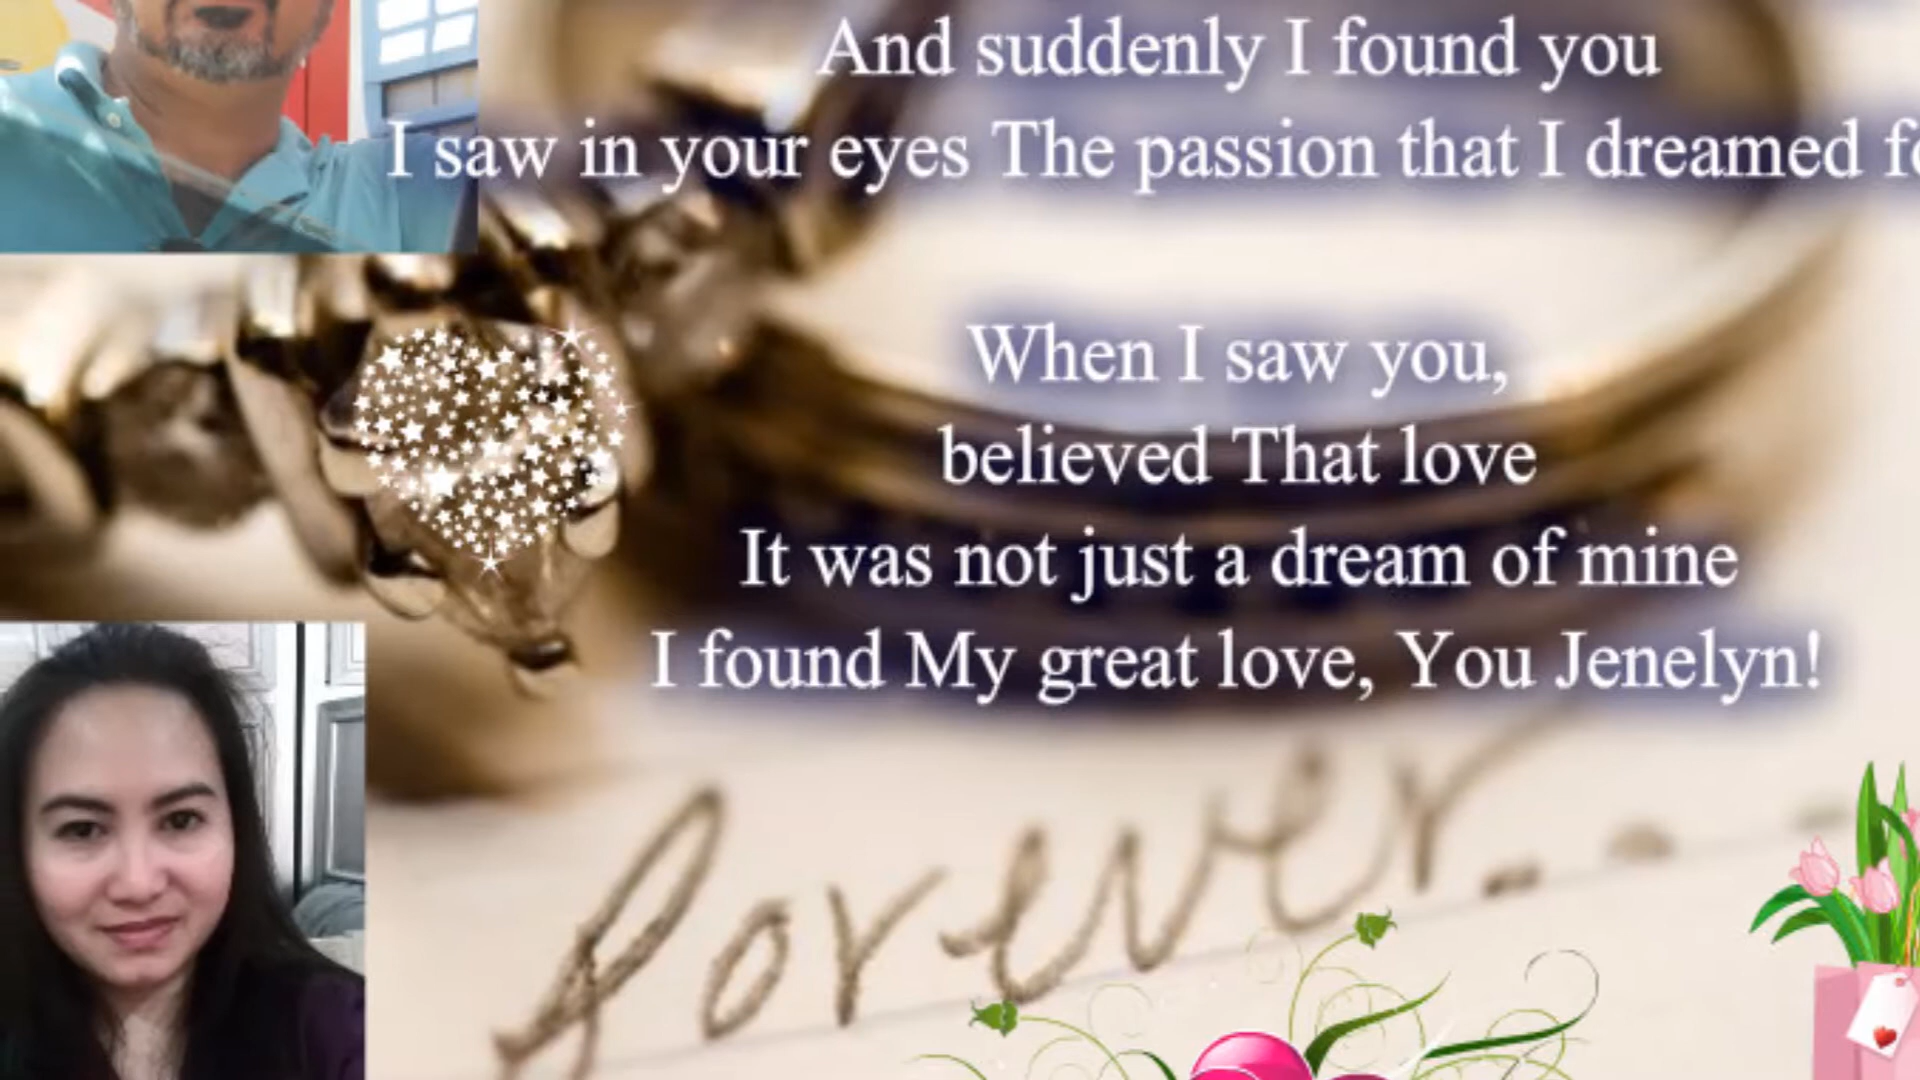 And suddenly I found you
I saw in your eyes The passion that I dreamed
When I saw you,
believed That love
It was not just a dream of mine
I found My great love, You Jenelyn!
forever...